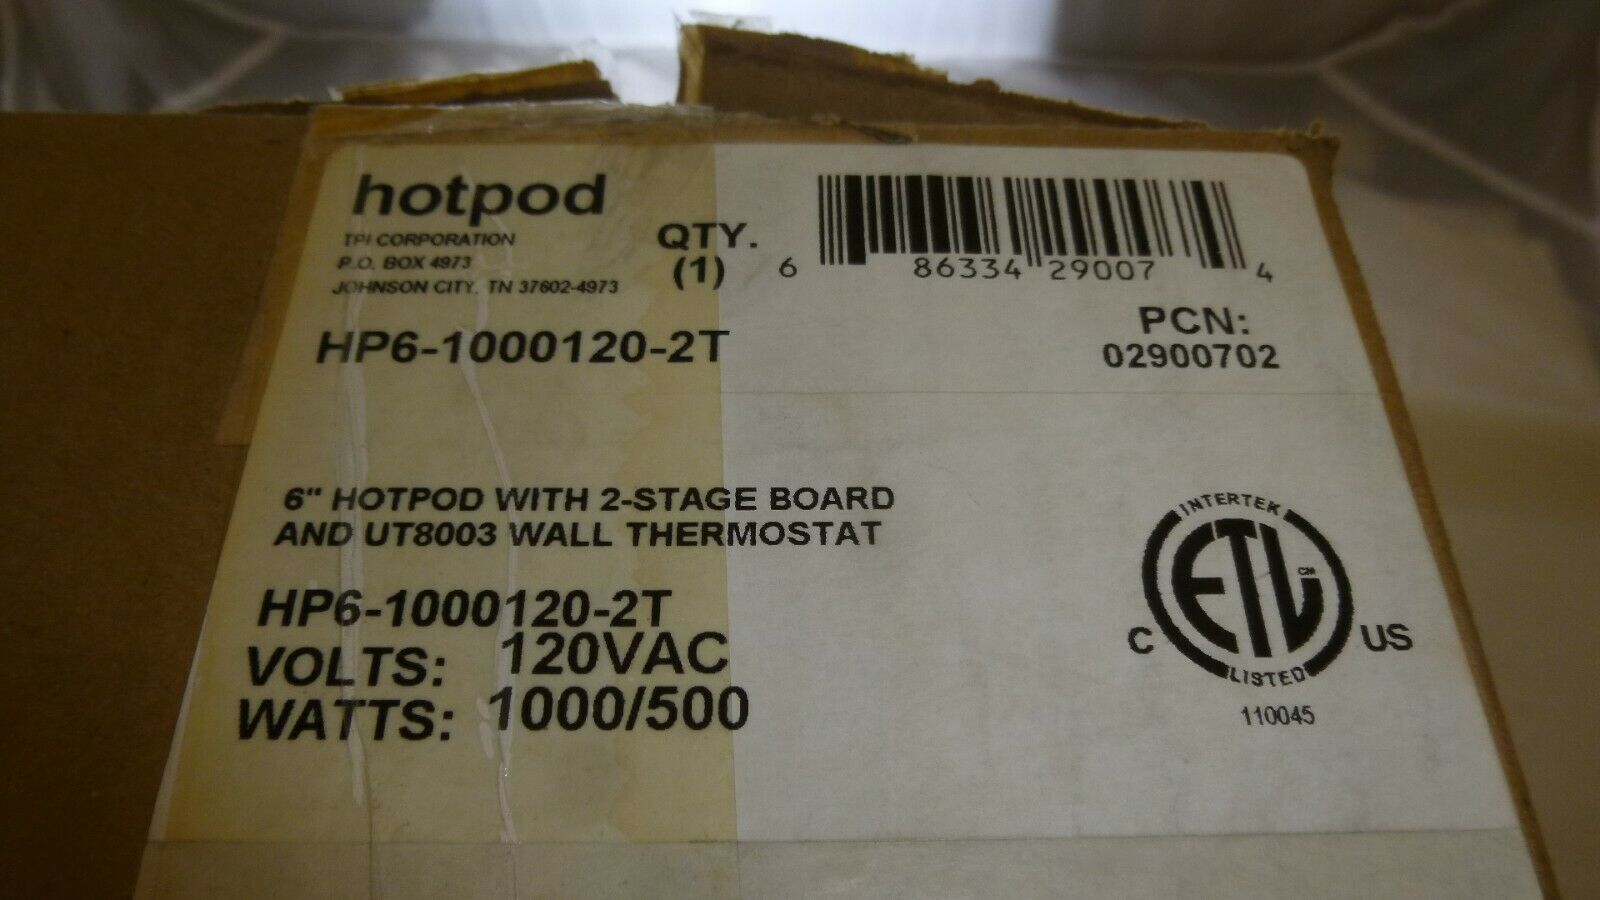 hotpod
TPI CORPORATION
P.O. BOX 4973
JOHNSON CITY, TN 37602-4973
QTY.
(1)
6 86334 29007 4
HP6-1000120-2T
PCN:
02900702
6" HOTPOD WITH 2-STAGE BOARD
AND UT8003 WALL THERMOSTAT
HP6-1000120-2T
VOLTS: 120VAC
WATTS: 1000/500
INTERTEK
ETL CM
C US
LISTED
110045